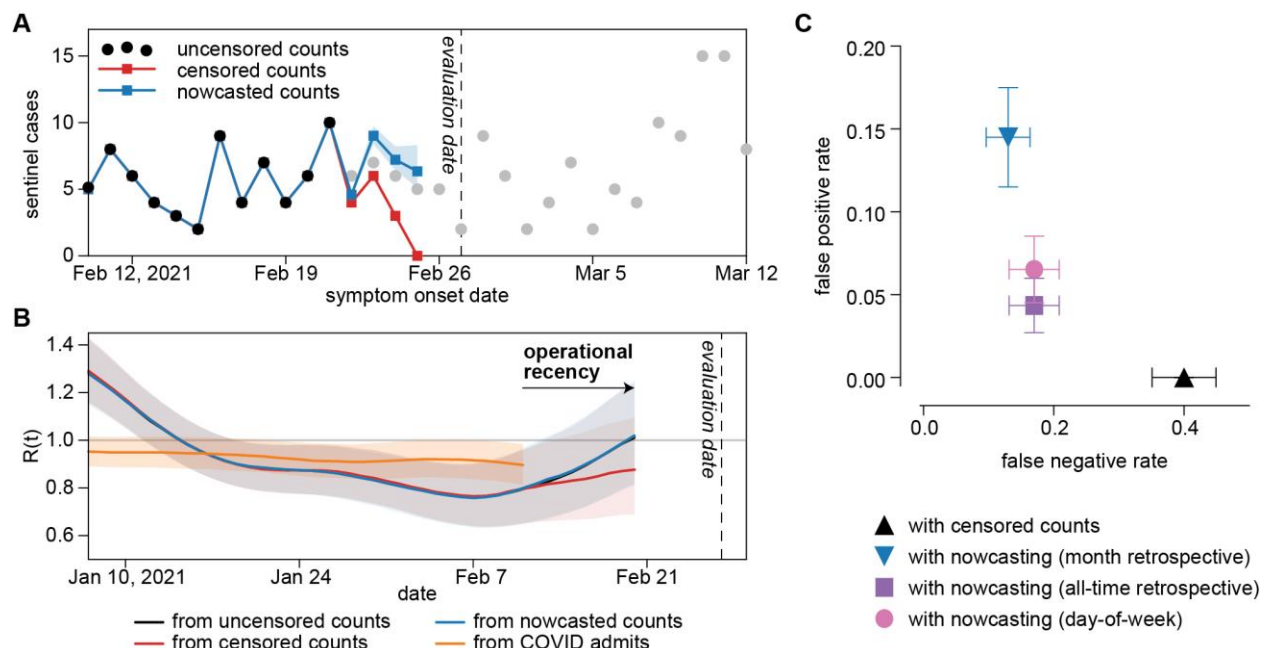 A
uncensored counts
censored counts
nowcasted counts
evaluation date
15
10
5
0
sentinel cases
Feb 12, 2021
Feb 19
Feb 26
Mar 5
Mar 12
symptom onset date
B
1.4
1.2
1.0
0.8
0.6
R(t)
operational
recency
evaluation date
Jan 10, 2021
Jan 24
Feb 7
Feb 21
date
from uncensored counts
from nowcasted counts
from censored counts
from COVID admits
C
0.20
0.15
0.10
0.05
0.00
false positive rate
0.0
0.2
0.4
false negative rate
with censored counts
with nowcasting (month retrospective)
with nowcasting (all-time retrospective)
with nowcasting (day-of-week)